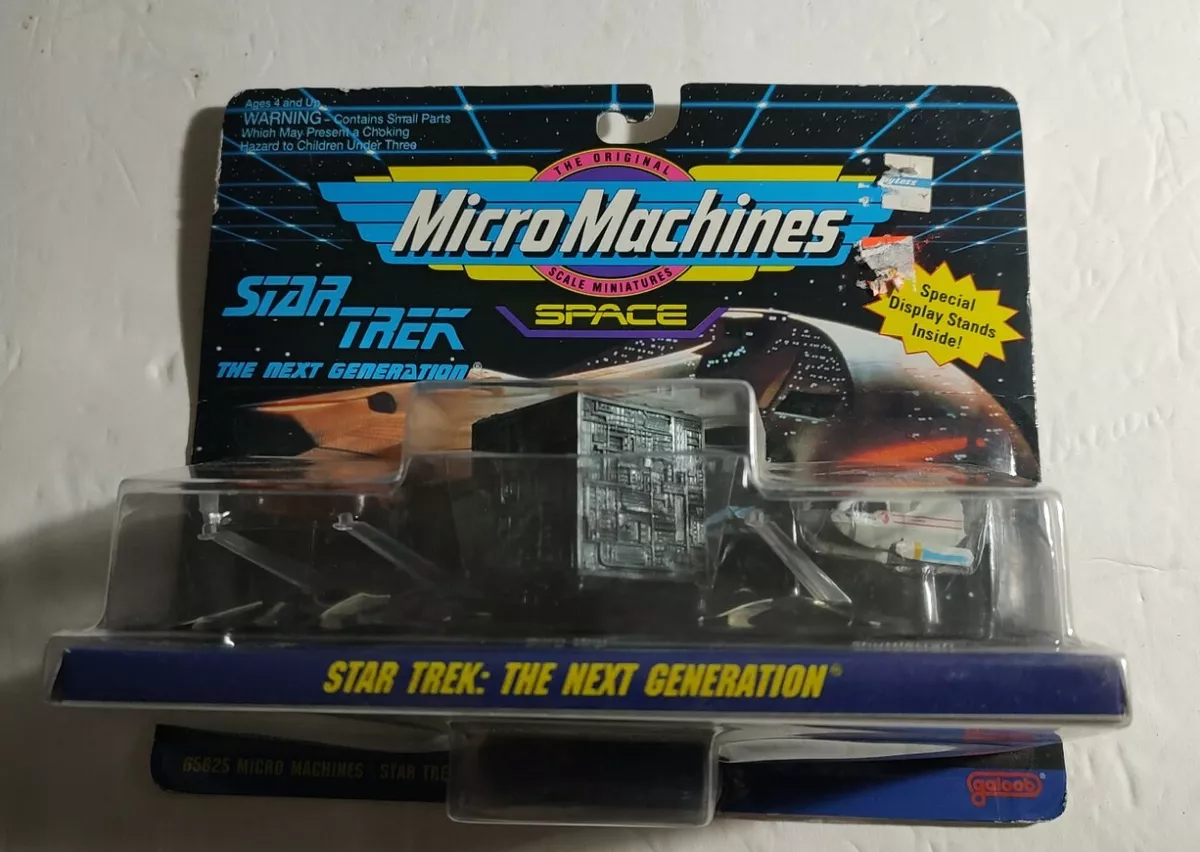 Ages 4 and Up
WARNING - Contains Small Parts
Which May Present a Choking
Hazard to Children Under Three
THE ORIGINAL
Micro Machines
SCALE MINIATURES
SPACE
STAR
TREK
THE NEXT GENERATION®
Special
Display Stands
Inside!
STAR TREK: THE NEXT GENERATION®
65825 MICRO MACHINES STAR TRE
galoob®